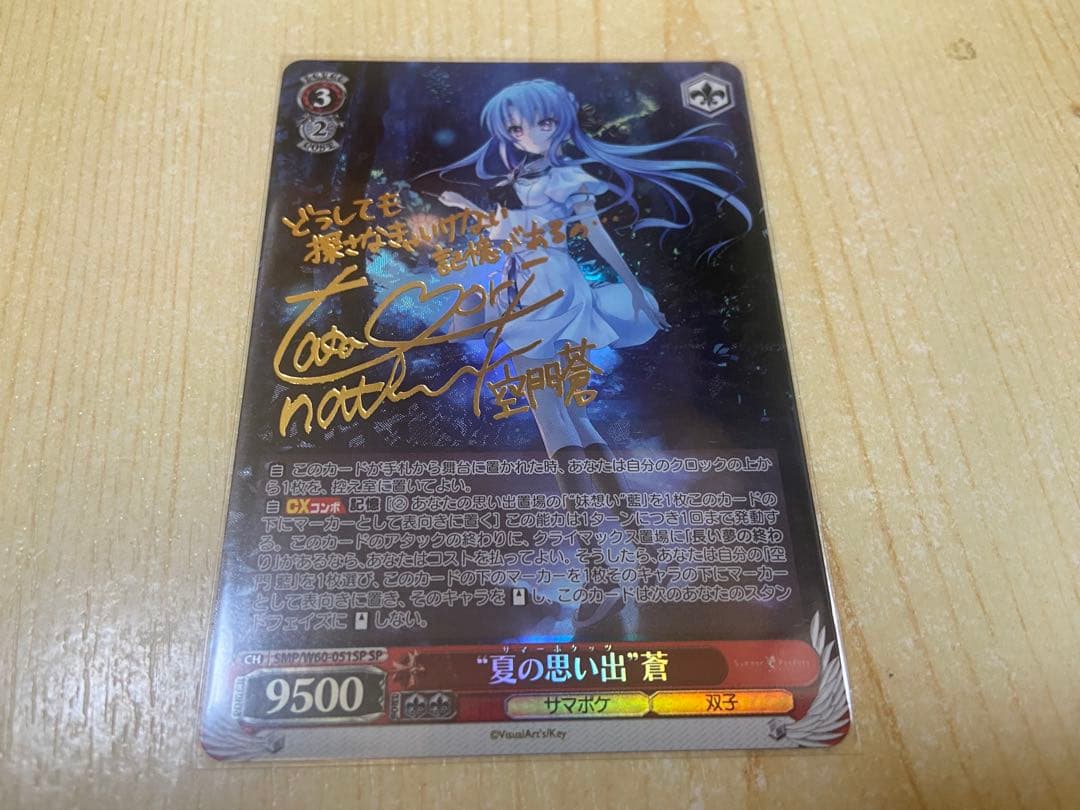 LEVEL
3
2
COST
どうしても
探さなきゃいけない
記憶があるの…
空門蒼
自 このカードが手札から舞台に置かれた時、あなたは自分のクロックの上か
ら1枚を、控え室に置いてよい。
自 CXコンボ 記憶 [② あなたの思い出置場の「“妹想い”藍」を1枚このカードの
下にマーカーとして表向きに置く] この能力は1ターンにつき1回まで発動す
る。このカードのアタックの終わりに、クライマックス置場に「長い夢の終わ
り」があるなら、あなたはコストを払ってよい。そうしたら、あなたは自分の「空
門 藍」を1枚選び、このカードの下のマーカーを1枚そのキャラの下にマーカー
として表向きに置き、そのキャラをし、このカードは次のあなたのスタン
ドフェイズにしない。
サマーポケッツ
CH SMP/W60-051SP SP
“夏の思い出”蒼
Summer Pockets
POWER
9500
SOUL
サマポケ 双子
©VisualArt's/Key